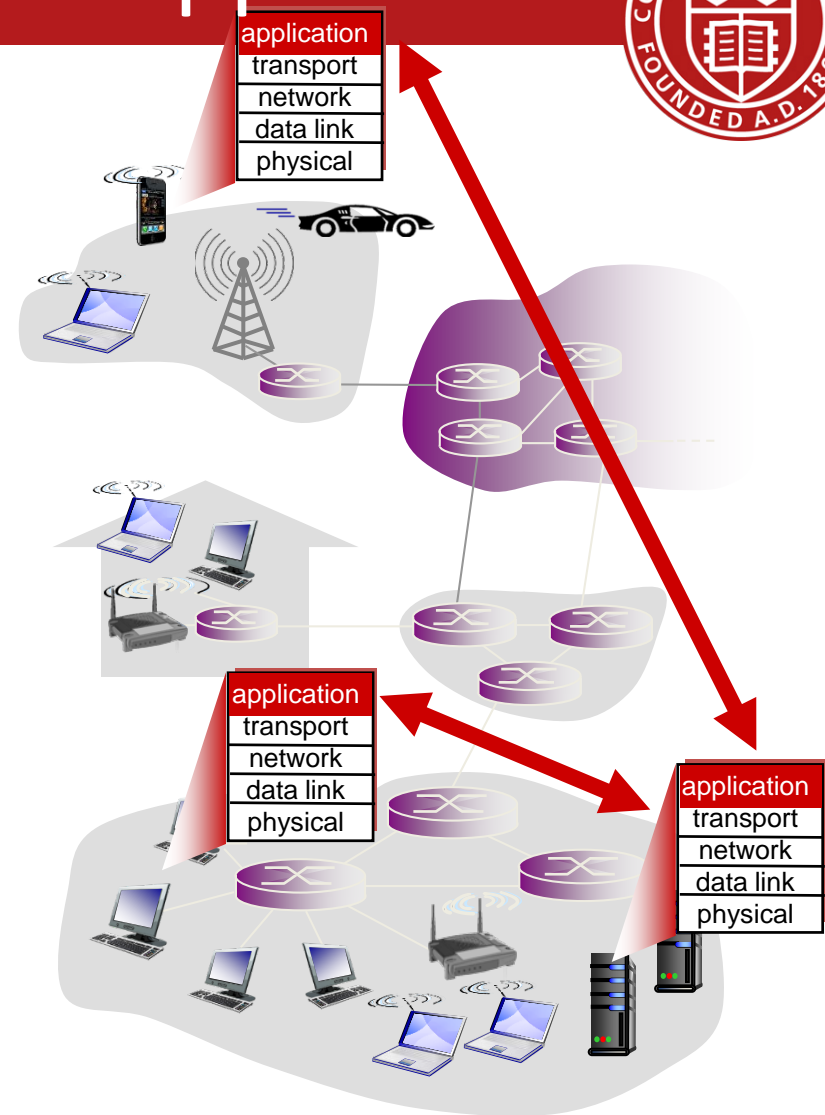 application
transport
network
data link
physical
FOUNDED A.D. 18
application
transport
network
data link
physical
application
transport
network
data link
physical